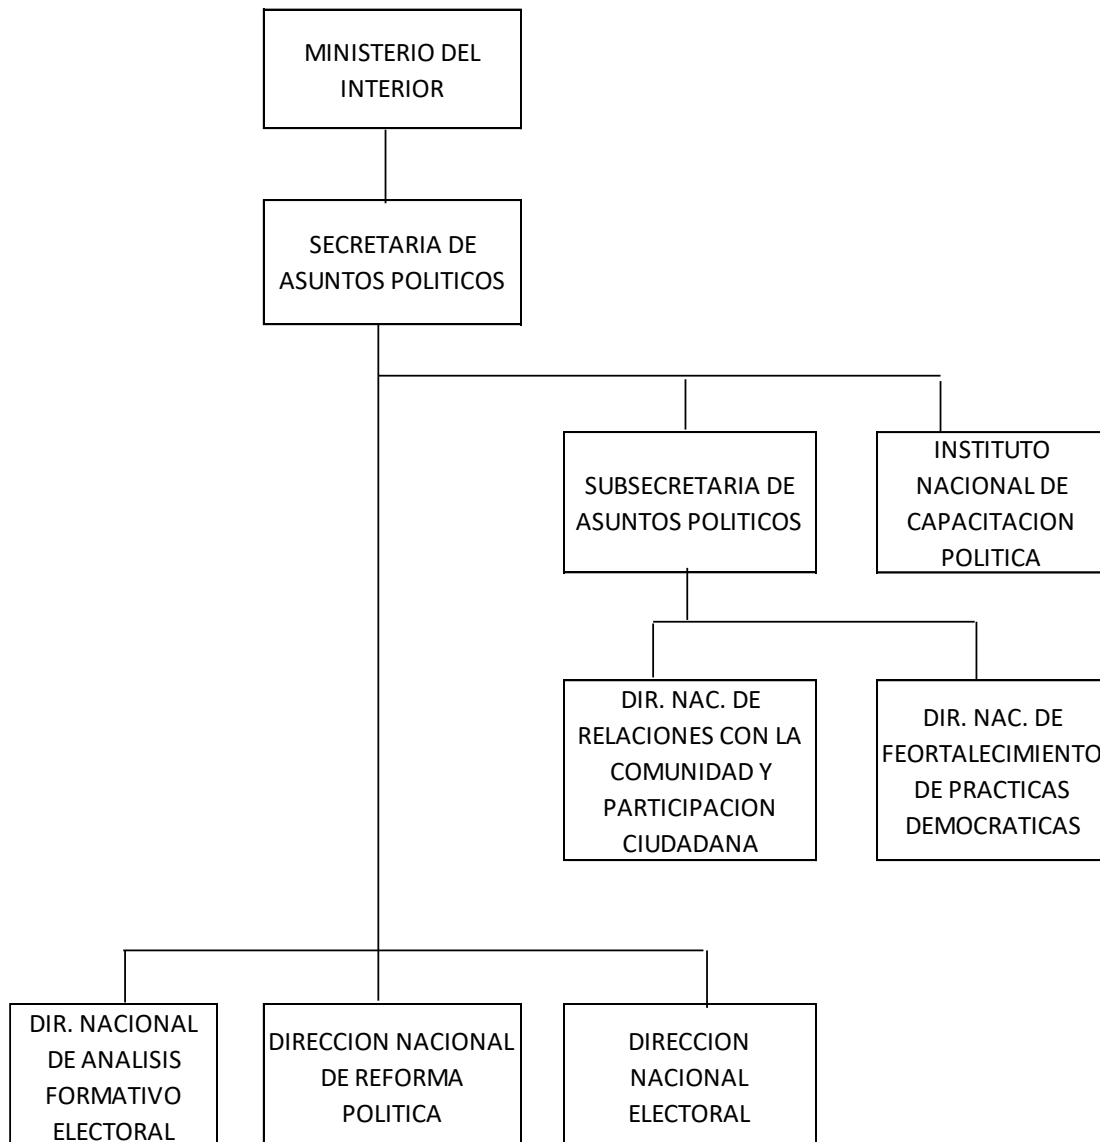 MINISTERIO DEL
INTERIOR
SECRETARIA DE
ASUNTOS POLITICOS
SUBSECRETARIA DE
ASUNTOS POLITICOS
INSTITUTO
NACIONAL DE
CAPACITACION
POLITICA
DIR. NAC. DE
RELACIONES CON LA
COMUNIDAD Y
PARTICIPACION
CIUDADANA
DIR. NAC. DE
FEORTALECIMIENTO
DE PRACTICAS
DEMOCRATICAS
DIR. NACIONAL
DE ANALISIS
FORMATIVO
ELECTORAL
DIRECCION NACIONAL
DE REFORMA
POLITICA
DIRECCION
NACIONAL
ELECTORAL